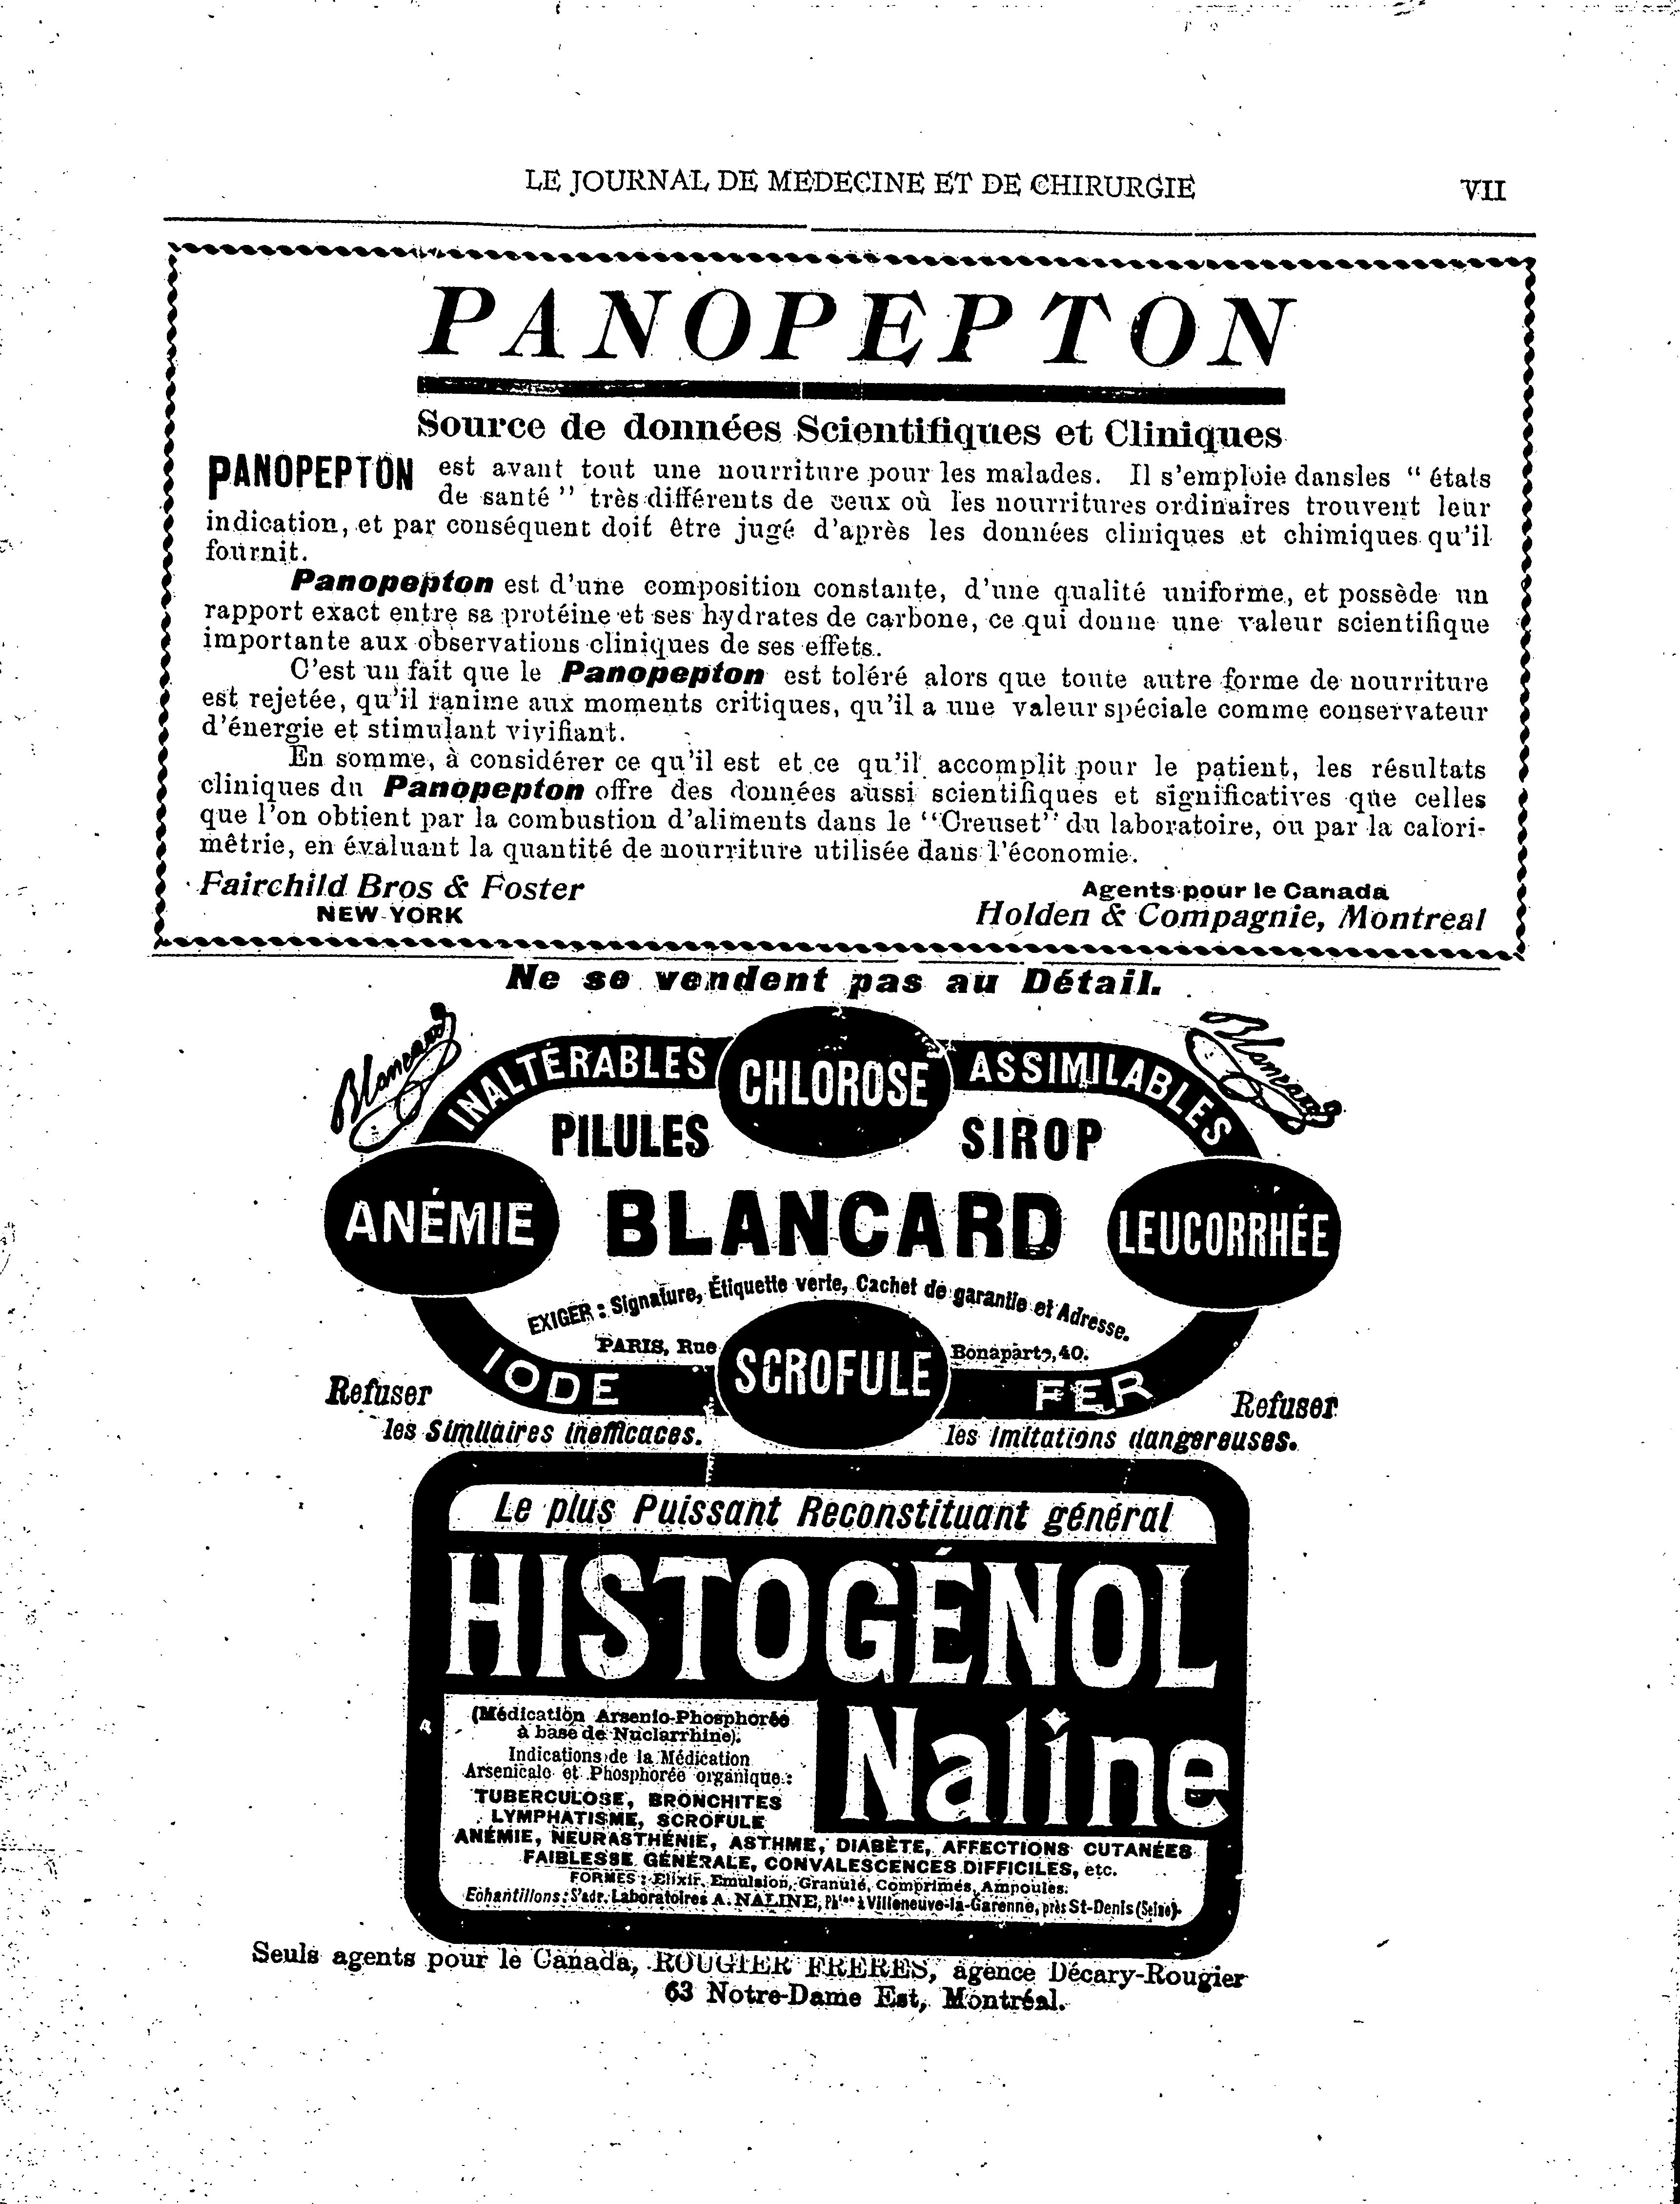 LE JOURNAL DE MEDECINE ET DE CHIRURGIE VII
PANOPEPTON
Source de données Scientifiques et Cliniques
PANOPEPTON est avant tout une nourriture pour les malades. Il s'emploie dansles " états
de santé " très différents de ceux où les nourritures ordinaires trouvent leur
indication, et par conséquent doit être jugé d'après les données cliniques et chimiques qu'il
fournit.
Panopepton est d'une composition constante, d'une qualité uniforme, et possède un
rapport exact entre sa protéine et ses hydrates de carbone, ce qui donne une valeur scientifique
importante aux observations cliniques de ses effets.
C'est un fait que le Panopepton est toléré alors que toute autre forme de nourriture
est rejetée, qu'il ranime aux moments critiques, qu'il a une valeur spéciale comme conservateur
d'énergie et stimulant vivifiant.
En somme, à considérer ce qu'il est et ce qu'il accomplit pour le patient, les résultats
cliniques du Panopepton offre des données aussi scientifiques et significatives que celles
que l'on obtient par la combustion d'aliments dans le "Creuset" du laboratoire, ou par la calori-
mêtrie, en évaluant la quantité de nourriture utilisée dans l'économie.
Fairchild Bros & Foster
NEW-YORK
Agents pour le Canada
Holden & Compagnie, Montreal
Ne se vendent pas au Détail.
Blancard
Blancard
INALTÉRABLES CHLOROSE ASSIMILABLES
PILULES SIROP
ANÉMIE BLANCARD LEUCORRHÉE
EXIGER : Signature, Étiquette verte, Cachet de garantie et Adresse.
PARIS, Rue Bonaparte, 40.
IODE SCROFULE FER
Refuser
les Similaires inefficaces.
Refuser
les imitations dangereuses.
Le plus Puissant Reconstituant général
HISTOGÉNOL
Naline
(Médication Arsenio-Phosphorée
à base de Nuclarrhine).
Indications de la Médication
Arsenicale et Phosphorée organique :
TUBERCULOSE, BRONCHITES
LYMPHATISME, SCROFULE
ANÉMIE, NEURASTHÉNIE, ASTHME, DIABÈTE, AFFECTIONS CUTANÉES
FAIBLESSE GÉNÉRALE, CONVALESCENCES DIFFICILES, etc.
FORMES : Elixir, Emulsion, Granulé, Comprimés, Ampoules.
Echantillons : S'adr. Laboratoires A. NALINE, Phien à Villeneuve-la-Garenne, près St-Denis (Seine).
Seuls agents pour le Canada, ROUGIER FRERES, agence Décary-Rougier
63 Notre-Dame Est, Montréal.